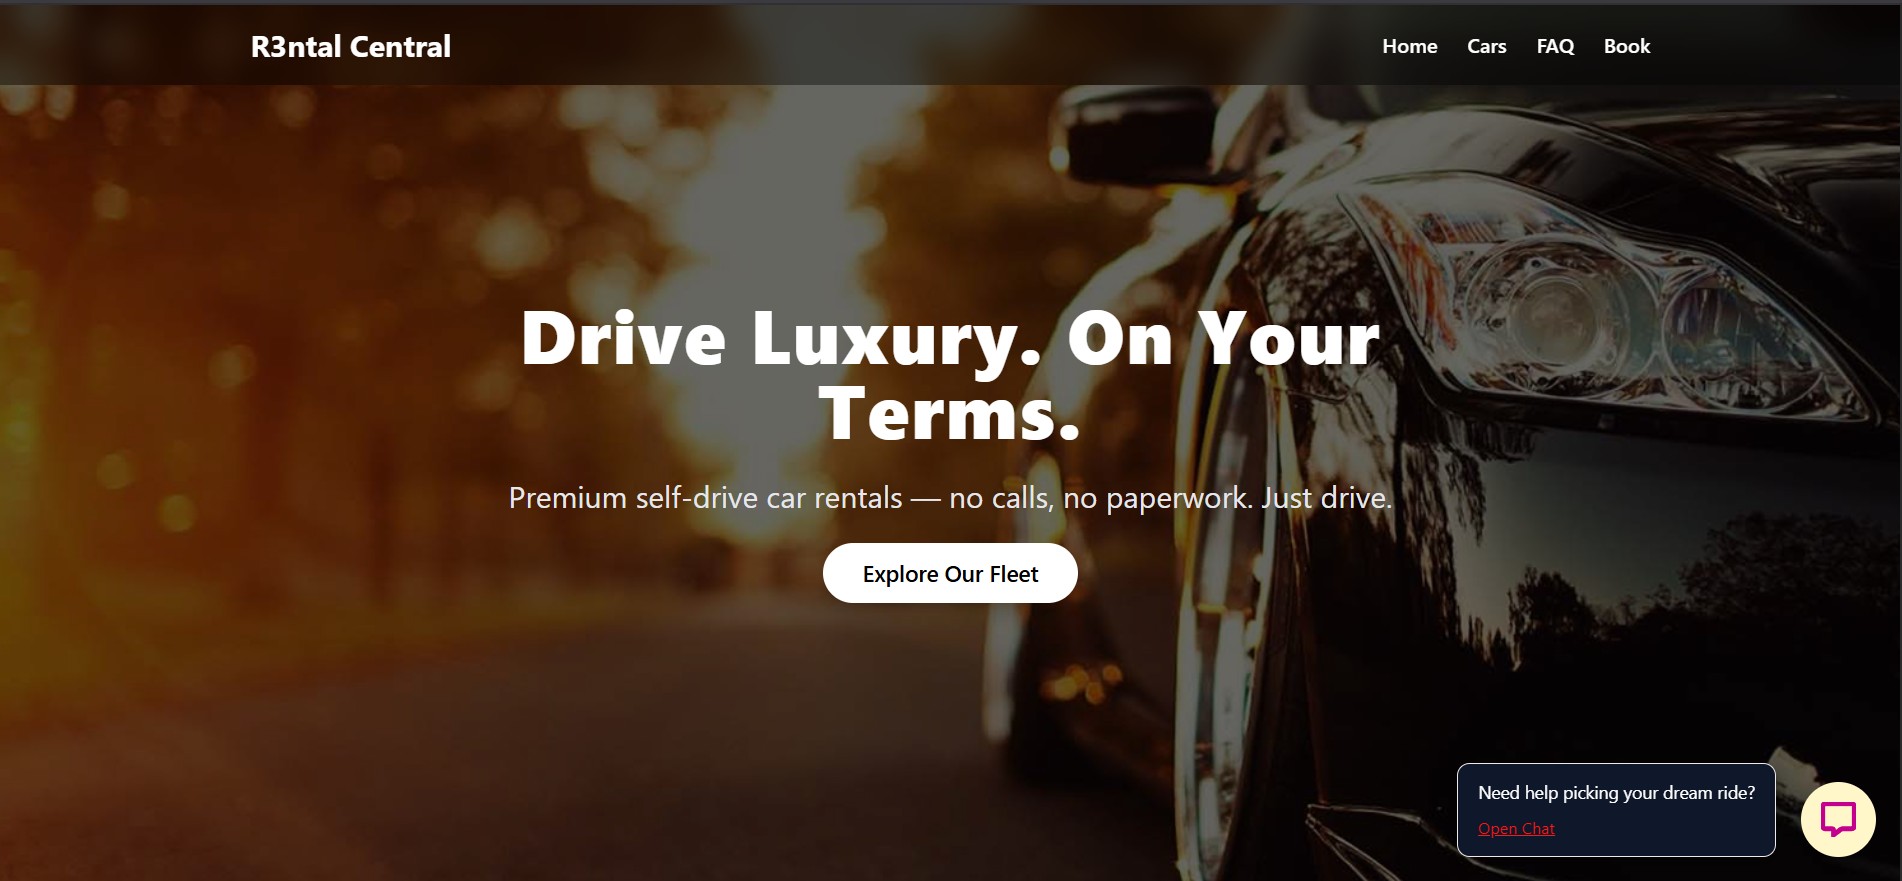 R3ntal Central
Home Cars FAQ Book
Drive Luxury. On Your
Terms.
Premium self-drive car rentals — no calls, no paperwork. Just drive.
Explore Our Fleet
Need help picking your dream ride?
Open Chat